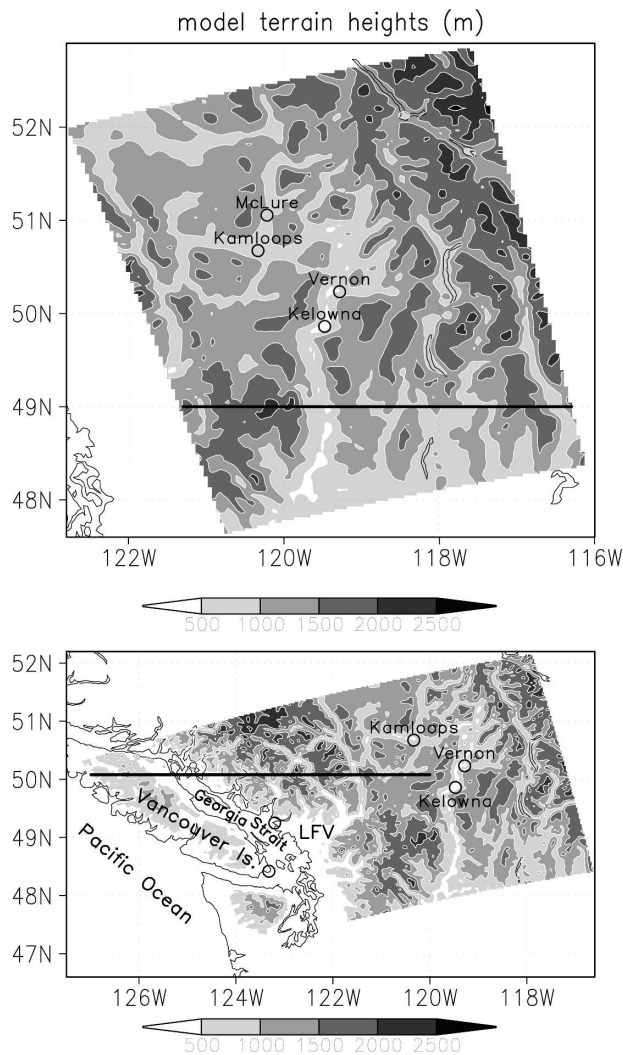 model terrain heights (m)
52N
51N
50N
49N
48N
McLure
Kamloops
Vernon
Kelowna
122W 120W 118W 116W
500 1000 1500 2000 2500
52N
51N
50N
49N
48N
47N
Kamloops
Vernon
Kelowna
Georgia Strait
LFV
Vancouver Is.
Pacific Ocean
126W 124W 122W 120W 118W
500 1000 1500 2000 2500